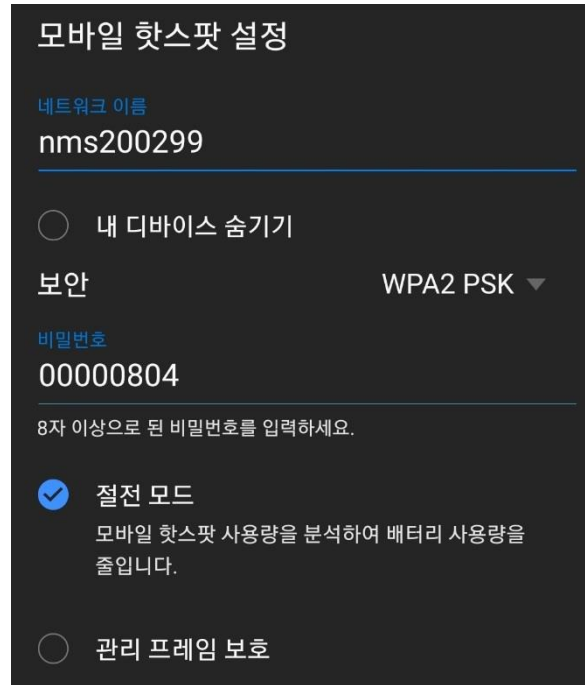 모바일 핫스팟 설정
네트워크 이름
nms200299
내 디바이스 숨기기
보안 WPA2 PSK
비밀번호
00000804
8자 이상으로 된 비밀번호를 입력하세요.
절전 모드
모바일 핫스팟 사용량을 분석하여 배터리 사용량을
줄입니다.
관리 프레임 보호